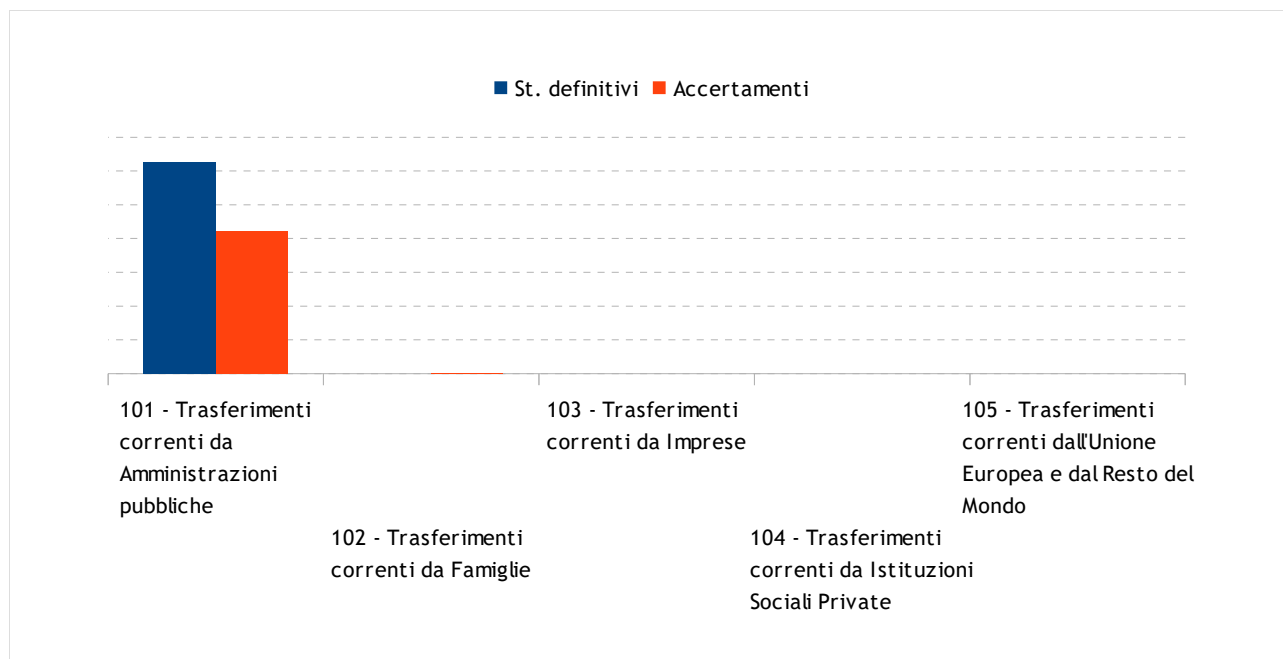 St. definitivi Accertamenti
101 - Trasferimenti
correnti da
Amministrazioni
pubbliche
102 - Trasferimenti
correnti da Famiglie
103 - Trasferimenti
correnti da Imprese
104 - Trasferimenti
correnti da Istituzioni
Sociali Private
105 - Trasferimenti
correnti dall'Unione
Europea e dal Resto del
Mondo